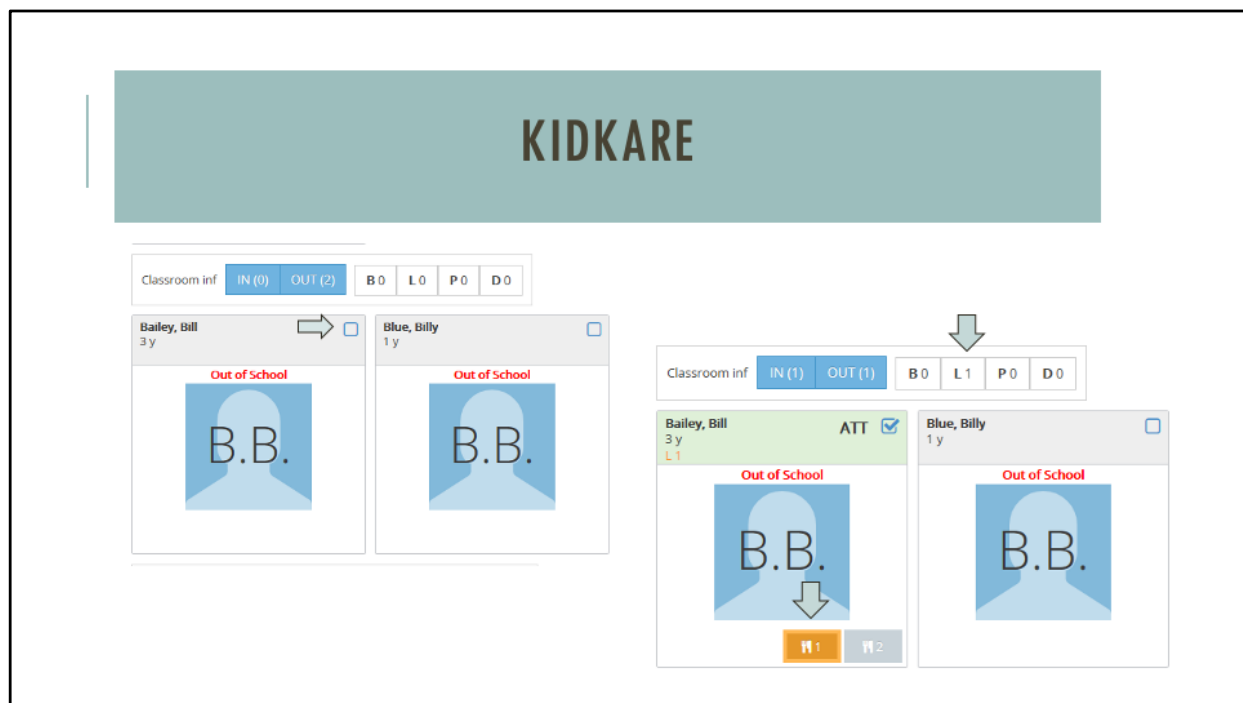 KIDKARE
Classroom inf IN (0) OUT (2) B 0 L 0 P 0 D 0
Bailey, Bill
3 y
Out of School
B.B.
Blue, Billy
1 y
Out of School
B.B.
Classroom inf IN (1) OUT (1) B 0 L 1 P 0 D 0
Bailey, Bill ATT
3 y
L 1
Out of School
B.B.
1 2
Blue, Billy
1 y
Out of School
B.B.